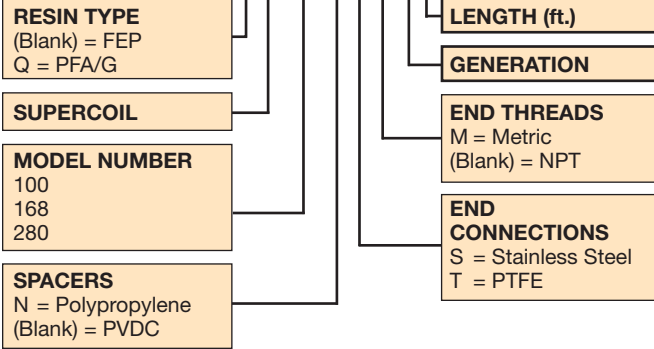 RESIN TYPE
(Blank) = FEP
Q = PFA/G
SUPERCOIL
MODEL NUMBER
100
168
280
SPACERS
N = Polypropylene
(Blank) = PVDC
LENGTH (ft.)
GENERATION
END THREADS
M = Metric
(Blank) = NPT
END
CONNECTIONS
S = Stainless Steel
T = PTFE